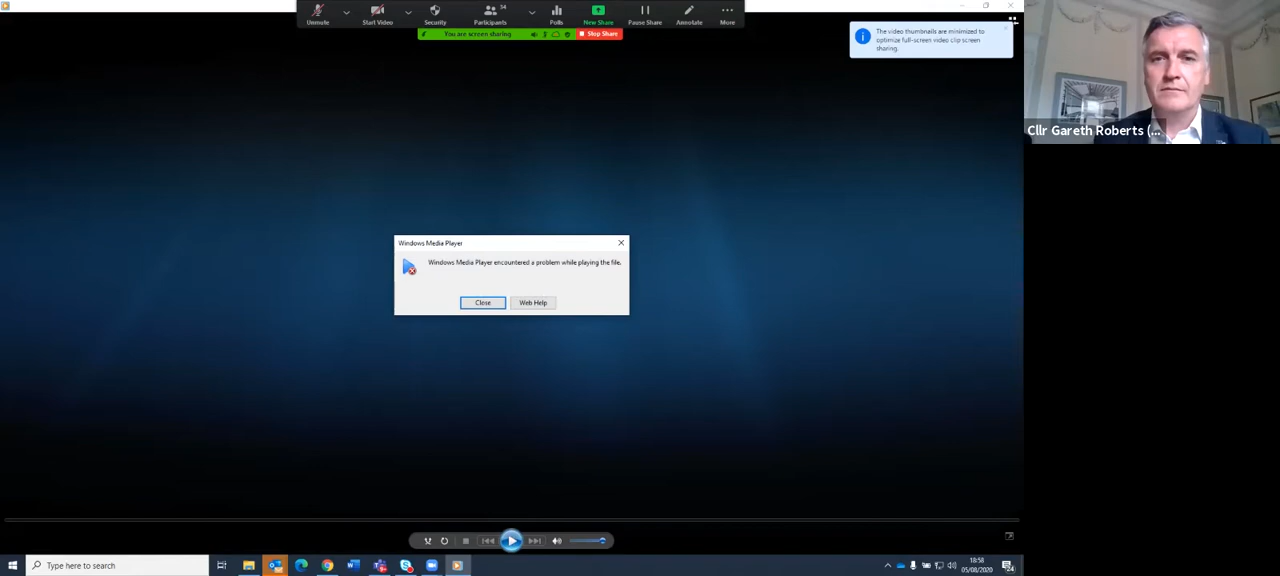 34
Unmute
Start Video
Security
Participants
Polls
New Share
Pause Share
Annotate
More
You are screen sharing
Stop Share
The video thumbnails are minimized to
optimize full-screen video clip screen
sharing.
Cllr Gareth Roberts (...
Windows Media Player
Windows Media Player encountered a problem while playing the file.
Close
Web Help
Type here to search
18:58
05/08/2020
24